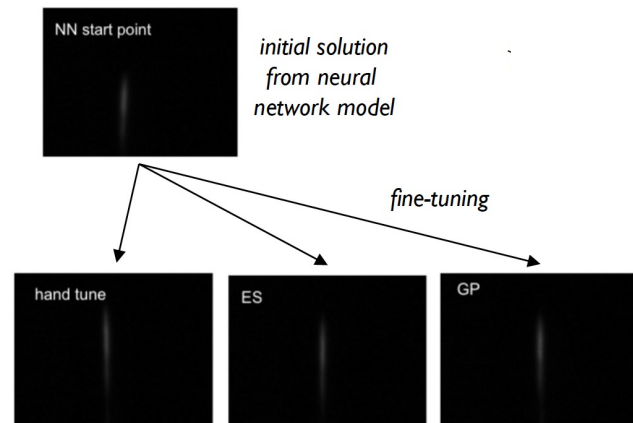 NN start point
initial solution
from neural
network model
fine-tuning
hand tune
ES
GP